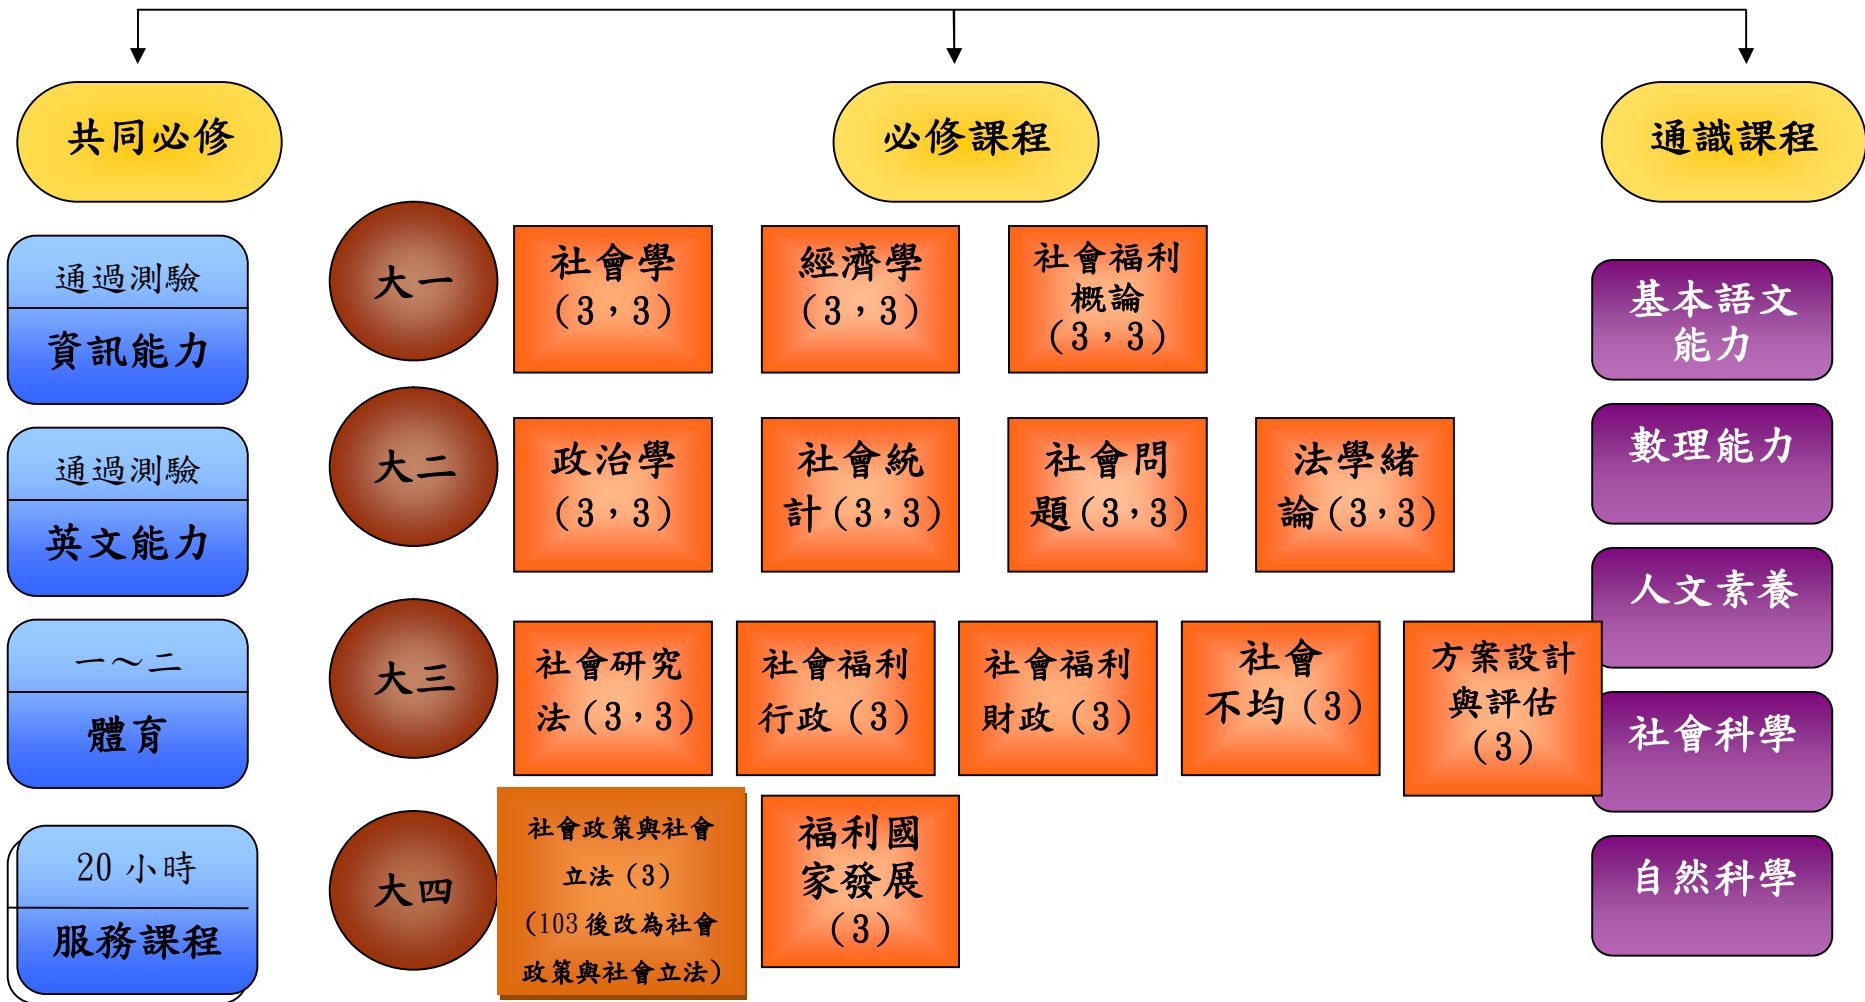 共同必修
必修課程
通識課程
通過測驗
資訊能力
通過測驗
英文能力
一～二
體育
20 小時
服務課程
大一
社會學
（3，3）
經濟學
（3，3）
社會福利
概論
（3，3）
大二
政治學
（3，3）
社會統
計（3，3）
社會問
題（3，3）
法學緒
論（3，3）
大三
社會研究
法（3，3）
社會福利
行政（3）
社會福利
財政（3）
社會
不均（3）
方案設計
與評估
（3）
大四
社會政策與社會
立法（3）
（103 後改為社會
政策與社會立法）
福利國
家發展
（3）
基本語文
能力
數理能力
人文素養
社會科學
自然科學